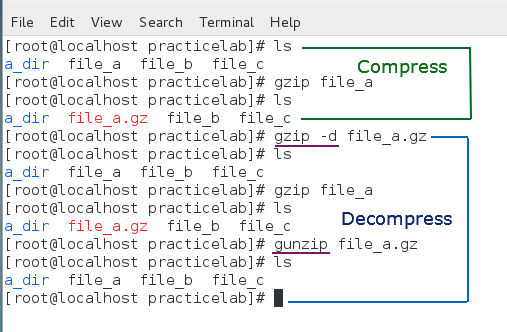 File Edit View Search Terminal Help
[root@localhost practicelab]# ls
a_dir file_a file_b file_c
Compress
[root@localhost practicelab]# gzip file_a
[root@localhost practicelab]# ls
a_dir file_a.gz file_b file_c
[root@localhost practicelab]# gzip -d file_a.gz
[root@localhost practicelab]# ls
a_dir file_a file_b file_c
[root@localhost practicelab]# gzip file_a
[root@localhost practicelab]# ls
a_dir file_a.gz file_b file_c
Decompress
[root@localhost practicelab]# gunzip file_a.gz
[root@localhost practicelab]# ls
a_dir file_a file_b file_c
[root@localhost practicelab]#